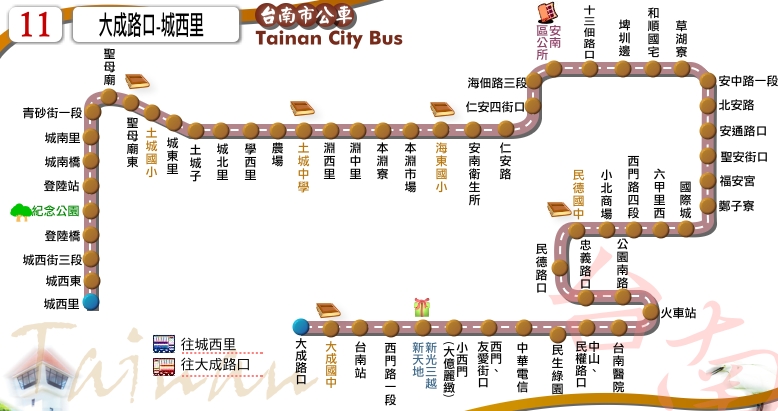 11
大成路口-城西里
台南市公車
Tainan City Bus
大成路口
大成國中
台南站
西門路一段
新光三越
新天地
小西門
(大億麗緻)
西門、
友愛街口
中華電信
民生綠園
中山、
民權路口
台南醫院
火車站
公園南路
忠義路口
民德路口
民德國中
小北商場
西門路四段
六甲里西
國際城
鄭子寮
福安宮
聖安街口
安通路口
北安路
安中路一段
草湖寮
和順國宅
埤圳邊
十三佃路口
安南
區公所
海佃路三段
仁安四街口
仁安路
安南衛生所
海東國小
本淵市場
本淵寮
淵中里
淵西里
土城中學
農場
學西里
城北里
土城子
城東里
土城國小
聖母廟東
聖母廟
青砂街一段
城南里
城南橋
登陸站
紀念公園
登陸橋
城西街三段
城西東
城西里
往城西里
往大成路口
Tainan
台南